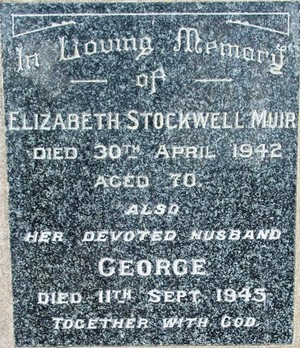 In Loving Memory
of
ELIZABETH STOCKWELL MUIR
DIED 30TH APRIL 1942
AGED 70.
ALSO
HER DEVOTED HUSBAND
GEORGE
DIED 11TH SEPT. 1945
TOGETHER WITH GOD.